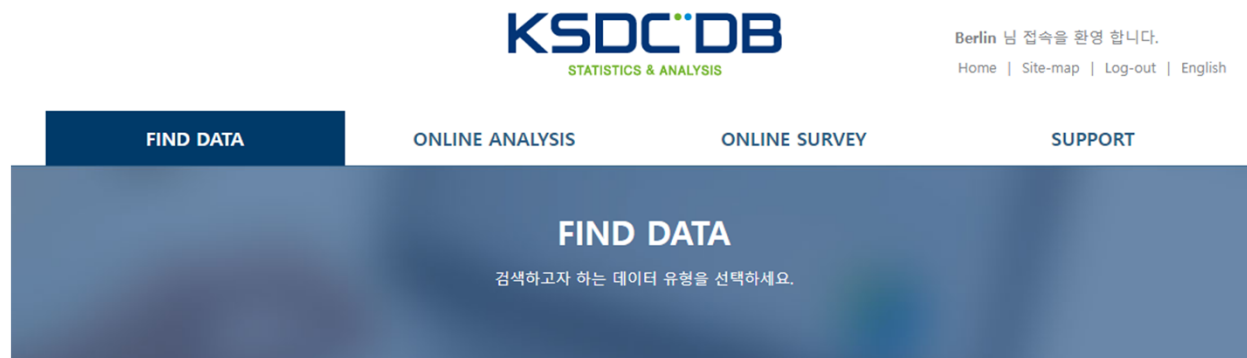 KSDC DB
STATISTICS & ANALYSIS
Berlin 님 접속을 환영 합니다.
Home | Site-map | Log-out | English
FIND DATA
ONLINE ANALYSIS
ONLINE SURVEY
SUPPORT
FIND DATA
검색하고자 하는 데이터 유형을 선택하세요.